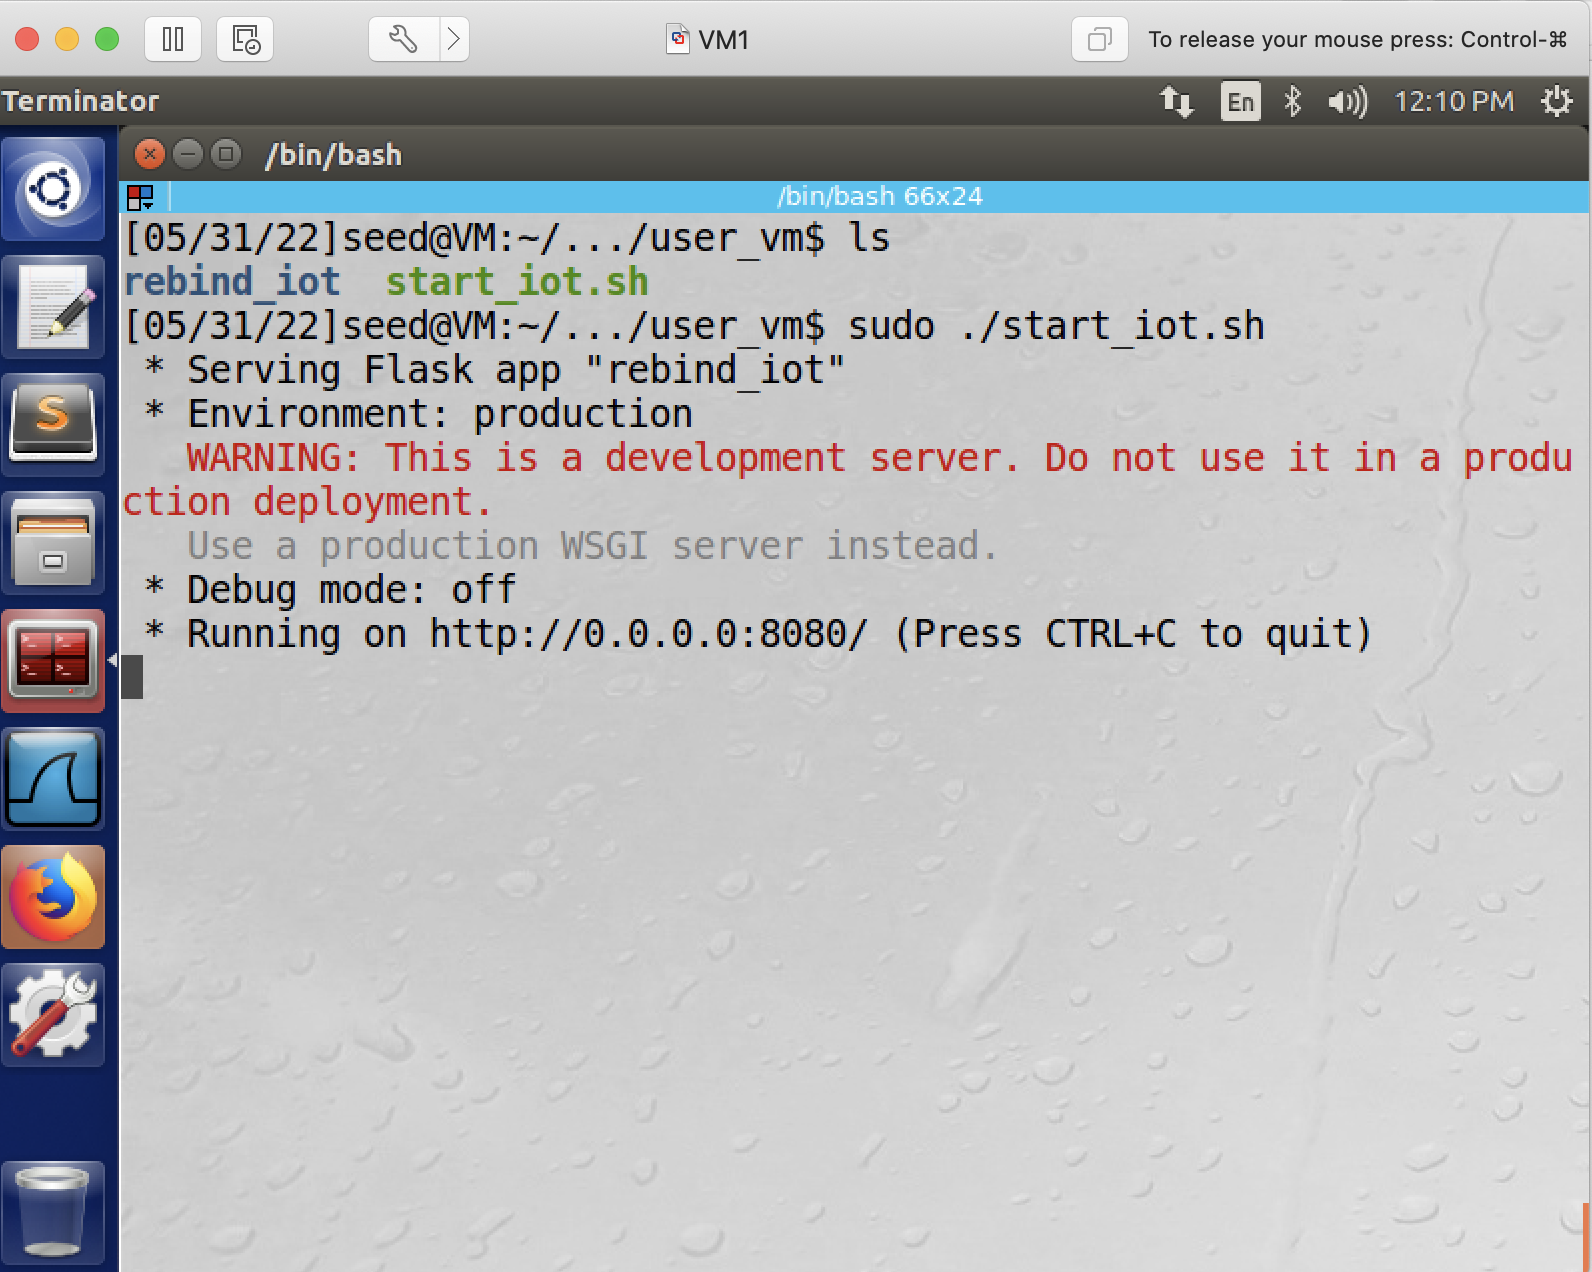 VM1
To release your mouse press: Control-⌘
Terminator
En
12:10 PM
/bin/bash
/bin/bash 66x24
[05/31/22]seed@VM:~/.../user_vm$ ls
rebind_iot  start_iot.sh
[05/31/22]seed@VM:~/.../user_vm$ sudo ./start_iot.sh
 * Serving Flask app "rebind_iot"
 * Environment: production
   WARNING: This is a development server. Do not use it in a produ
ction deployment.
   Use a production WSGI server instead.
 * Debug mode: off
 * Running on http://0.0.0.0:8080/ (Press CTRL+C to quit)